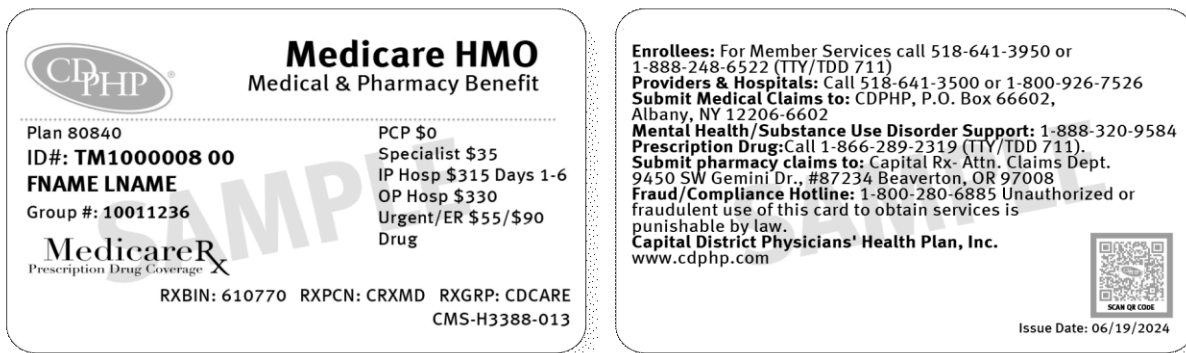 CDPHP®
Medicare HMO
Medical & Pharmacy Benefit
Plan 80840
ID#: TM1000008 00
FNAME LNAME
Group #: 10011236
MedicareRx
Prescription Drug Coverage
PCP $0
Specialist $35
IP Hosp $315 Days 1-6
OP Hosp $330
Urgent/ER $55/$90
Drug
RXBIN: 610770 RXPCN: CRXMD RXGRP: CDCARE
CMS-H3388-013
SAMPLE
Enrollees: For Member Services call 518-641-3950 or
1-888-248-6522 (TTY/TDD 711)
Providers & Hospitals: Call 518-641-3500 or 1-800-926-7526
Submit Medical Claims to: CDPHP, P.O. Box 66602,
Albany, NY 12206-6602
Mental Health/Substance Use Disorder Support: 1-888-320-9584
Prescription Drug:Call 1-866-289-2319 (TTY/TDD 711).
Submit pharmacy claims to: Capital Rx- Attn. Claims Dept.
9450 SW Gemini Dr., #87234 Beaverton, OR 97008
Fraud/Compliance Hotline: 1-800-280-6885 Unauthorized or
fraudulent use of this card to obtain services is
punishable by law.
Capital District Physicians' Health Plan, Inc.
www.cdphp.com
SCAN QR CODE
Issue Date: 06/19/2024
SAMPLE